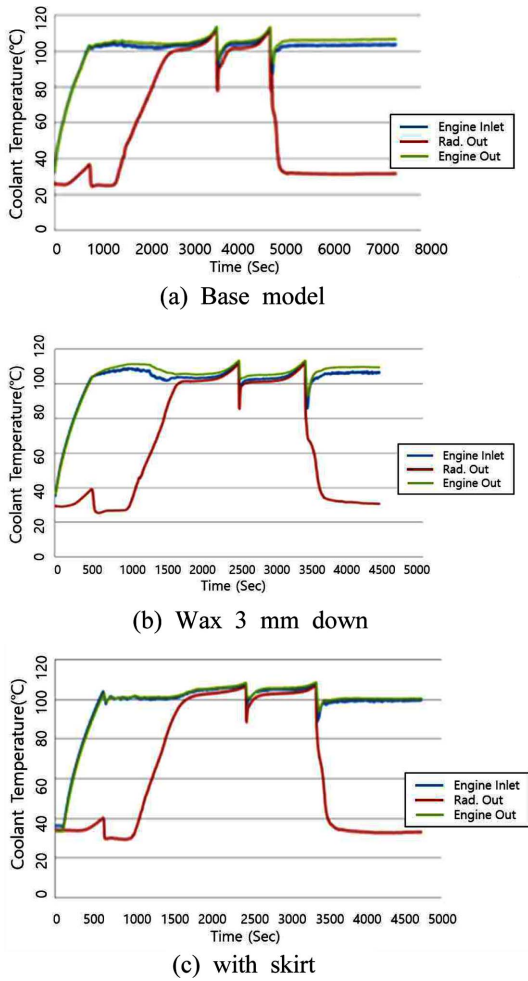 120
100
80
60
40
20
0
Coolant Temperature(°C)
Engine Inlet
Rad. Out
Engine Out
0 1000 2000 3000 4000 5000 6000 7000 8000
Time (Sec)
(a) Base model
120
100
80
60
40
20
0
Coolant Temperature(°C)
Engine Inlet
Rad. Out
Engine Out
0 500 1000 1500 2000 2500 3000 3500 4000 4500 5000
Time (Sec)
(b) Wax 3 mm down
120
100
80
60
40
20
0
Coolant Temperature(°C)
Engine Inlet
Rad. Out
Engine Out
0 500 1000 1500 2000 2500 3000 3500 4000 4500 5000
Time (Sec)
(c) with skirt